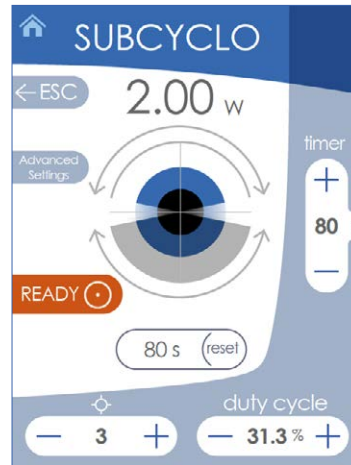 SUBCYCLO
←ESC
2.00 W
timer
Advanced
Settings
+
80
−
READY
80 s (reset
duty cycle
− 3 +
− 31.3 % +